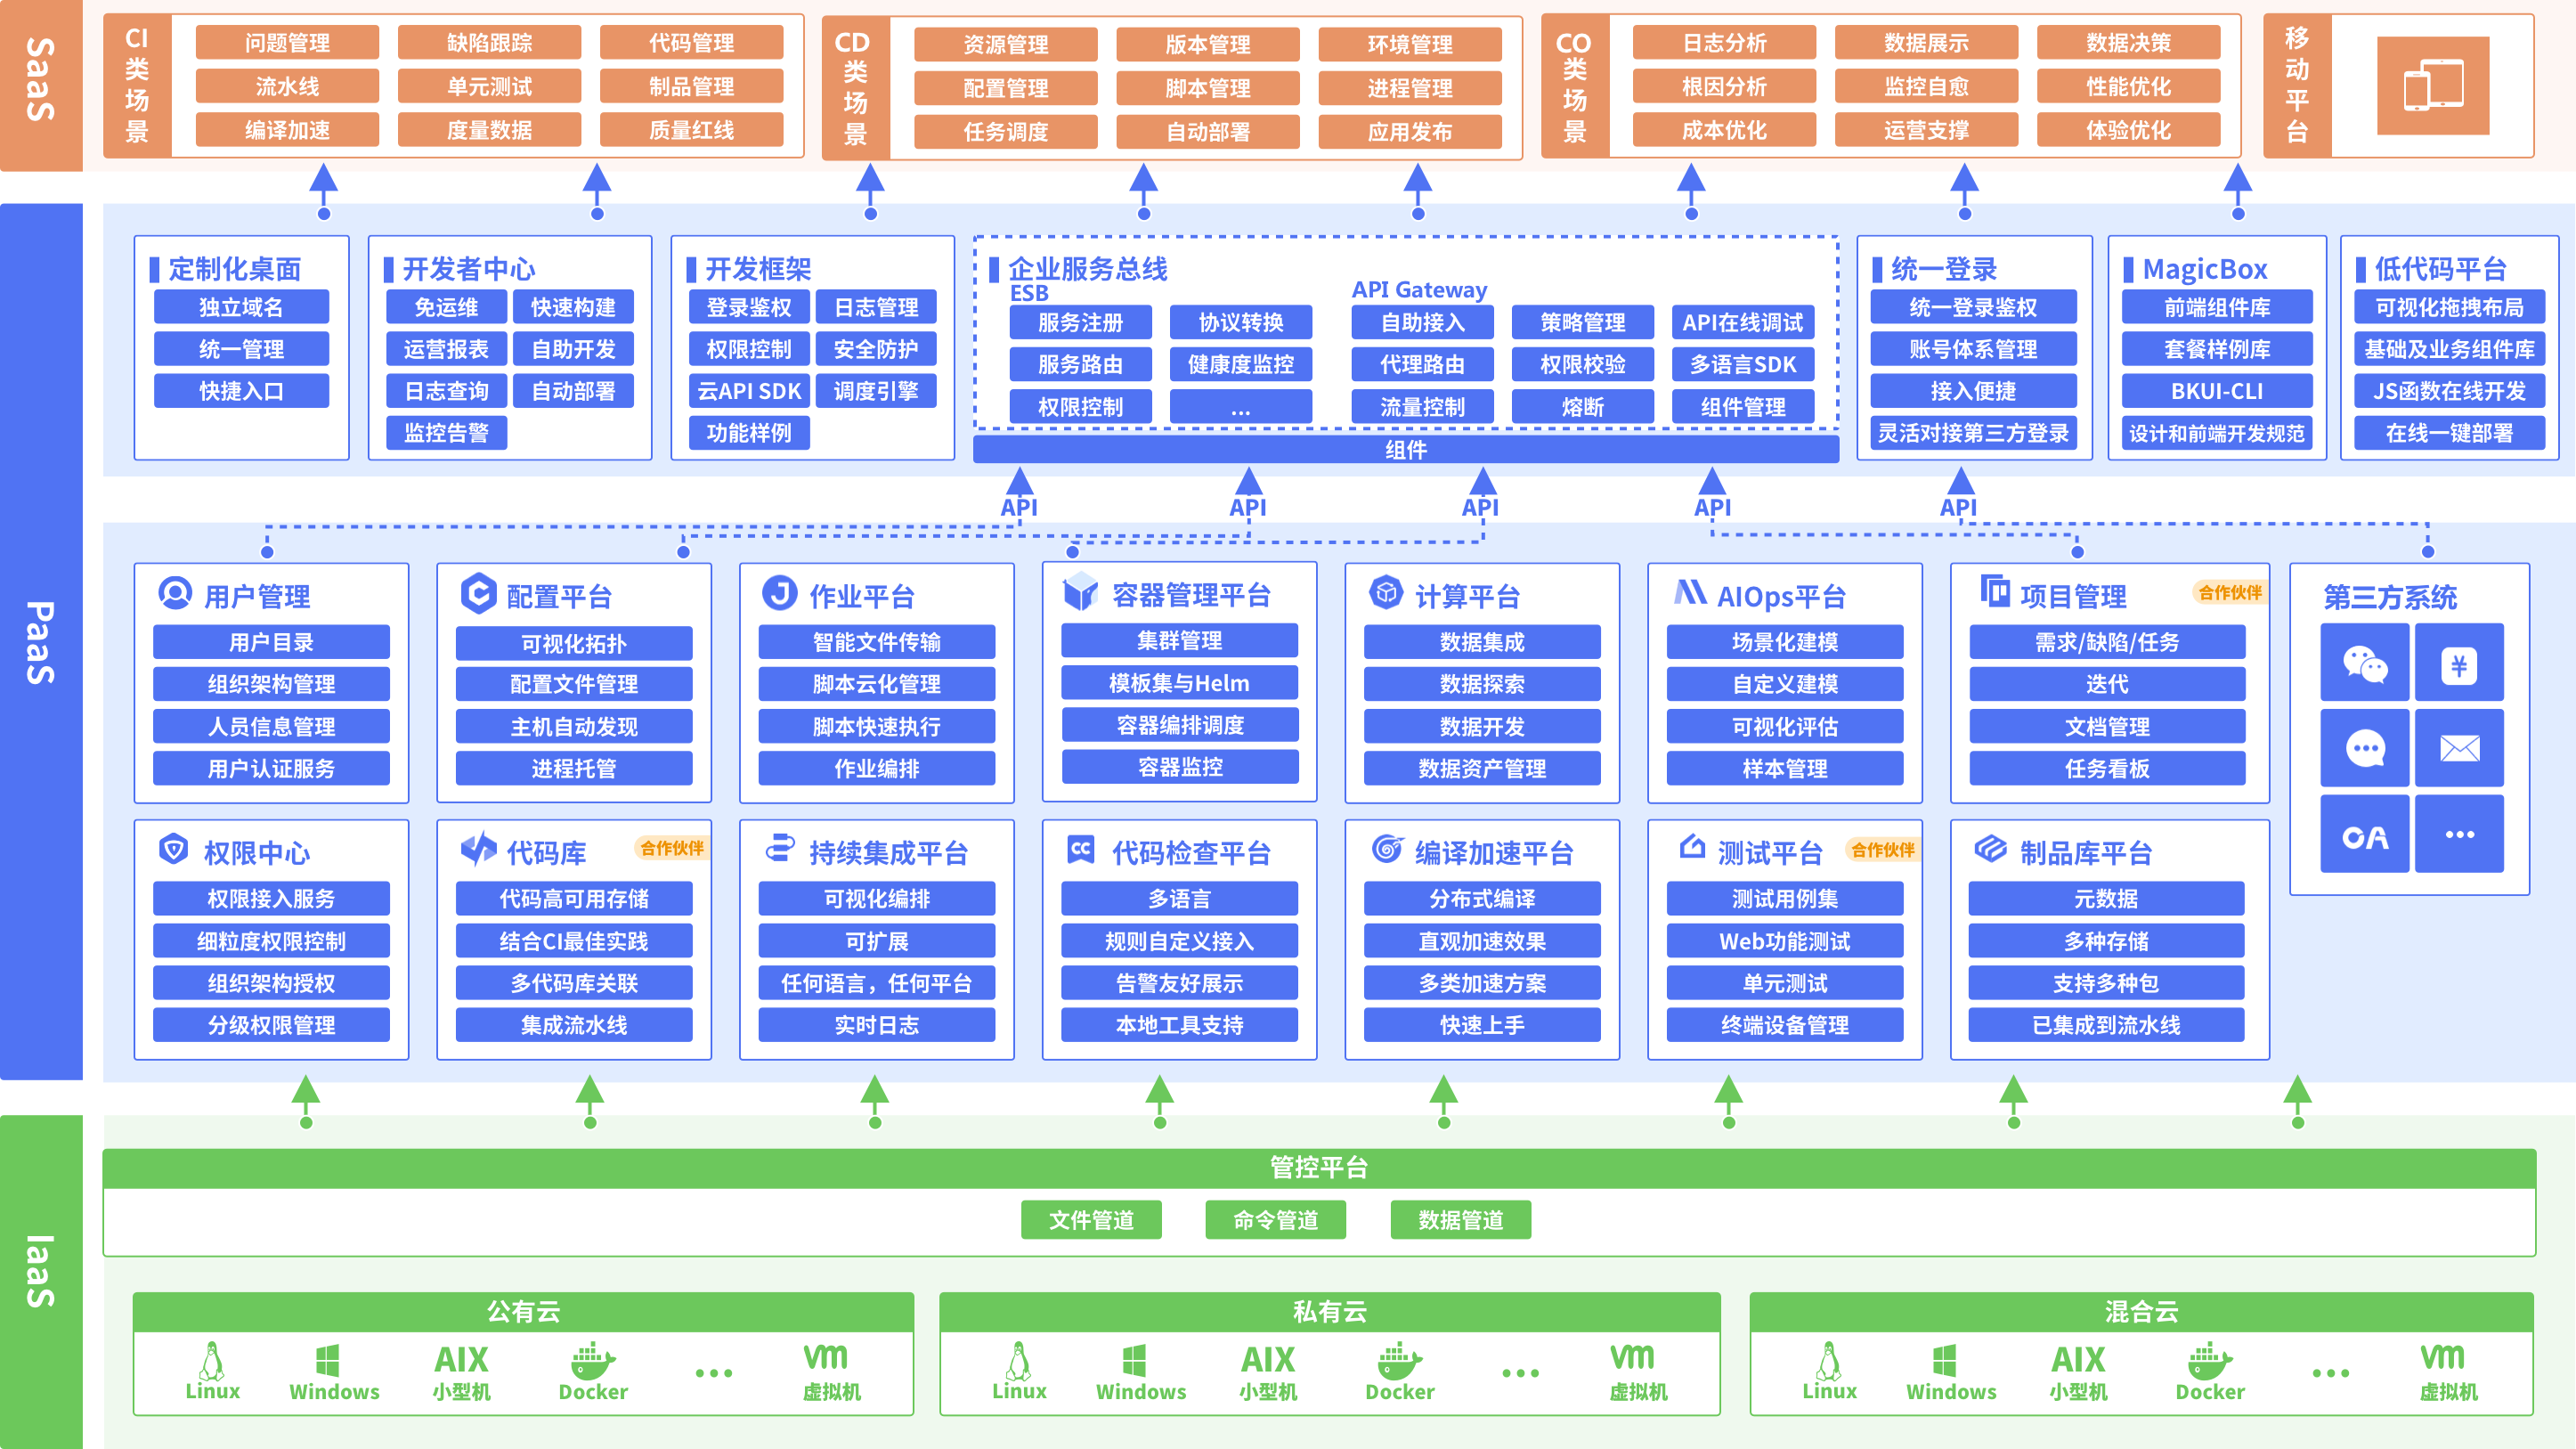 SaaS
CI类场景
问题管理 缺陷跟踪 代码管理
流水线 单元测试 制品管理
编译加速 度量数据 质量红线
CD类场景
资源管理 版本管理 环境管理
配置管理 脚本管理 进程管理
任务调度 自动部署 应用发布
CO类场景
日志分析 数据展示 数据决策
根因分析 监控自愈 性能优化
成本优化 运营支撑 体验优化
移动平台
PaaS
定制化桌面
独立域名
统一管理
快捷入口
开发者中心
免运维 快速构建
运营报表 自助开发
日志查询 自动部署
监控告警
开发框架
登录鉴权 日志管理
权限控制 安全防护
云API SDK 调度引擎
功能样例
企业服务总线
ESB
服务注册 协议转换
服务路由 健康度监控
权限控制 ...
API Gateway
自助接入 策略管理 API在线调试
代理路由 权限校验 多语言SDK
流量控制 熔断 组件管理
组件
统一登录
统一登录鉴权
账号体系管理
接入便捷
灵活对接第三方登录
MagicBox
前端组件库
套餐样例库
BKUI-CLI
设计和前端开发规范
低代码平台
可视化拖拽布局
基础及业务组件库
JS函数在线开发
在线一键部署
API API API API API
用户管理
用户目录
组织架构管理
人员信息管理
用户认证服务
配置平台
可视化拓扑
配置文件管理
主机自动发现
进程托管
作业平台
智能文件传输
脚本云化管理
脚本快速执行
作业编排
容器管理平台
集群管理
模板集与Helm
容器编排调度
容器监控
计算平台
数据集成
数据探索
数据开发
数据资产管理
AIOps平台
场景化建模
自定义建模
可视化评估
样本管理
项目管理 合作伙伴
需求/缺陷/任务
迭代
文档管理
任务看板
第三方系统
¥
OA ...
权限中心
权限接入服务
细粒度权限控制
组织架构授权
分级权限管理
代码库 合作伙伴
代码高可用存储
结合CI最佳实践
多代码库关联
集成流水线
持续集成平台
可视化编排
可扩展
任何语言，任何平台
实时日志
CC 代码检查平台
多语言
规则自定义接入
告警友好展示
本地工具支持
编译加速平台
分布式编译
直观加速效果
多类加速方案
快速上手
测试平台 合作伙伴
测试用例集
Web功能测试
单元测试
终端设备管理
制品库平台
元数据
多种存储
支持多种包
已集成到流水线
IaaS
管控平台
文件管道 命令管道 数据管道
公有云
AIX vm
Linux Windows 小型机 Docker ... 虚拟机
私有云
AIX vm
Linux Windows 小型机 Docker ... 虚拟机
混合云
AIX vm
Linux Windows 小型机 Docker ... 虚拟机